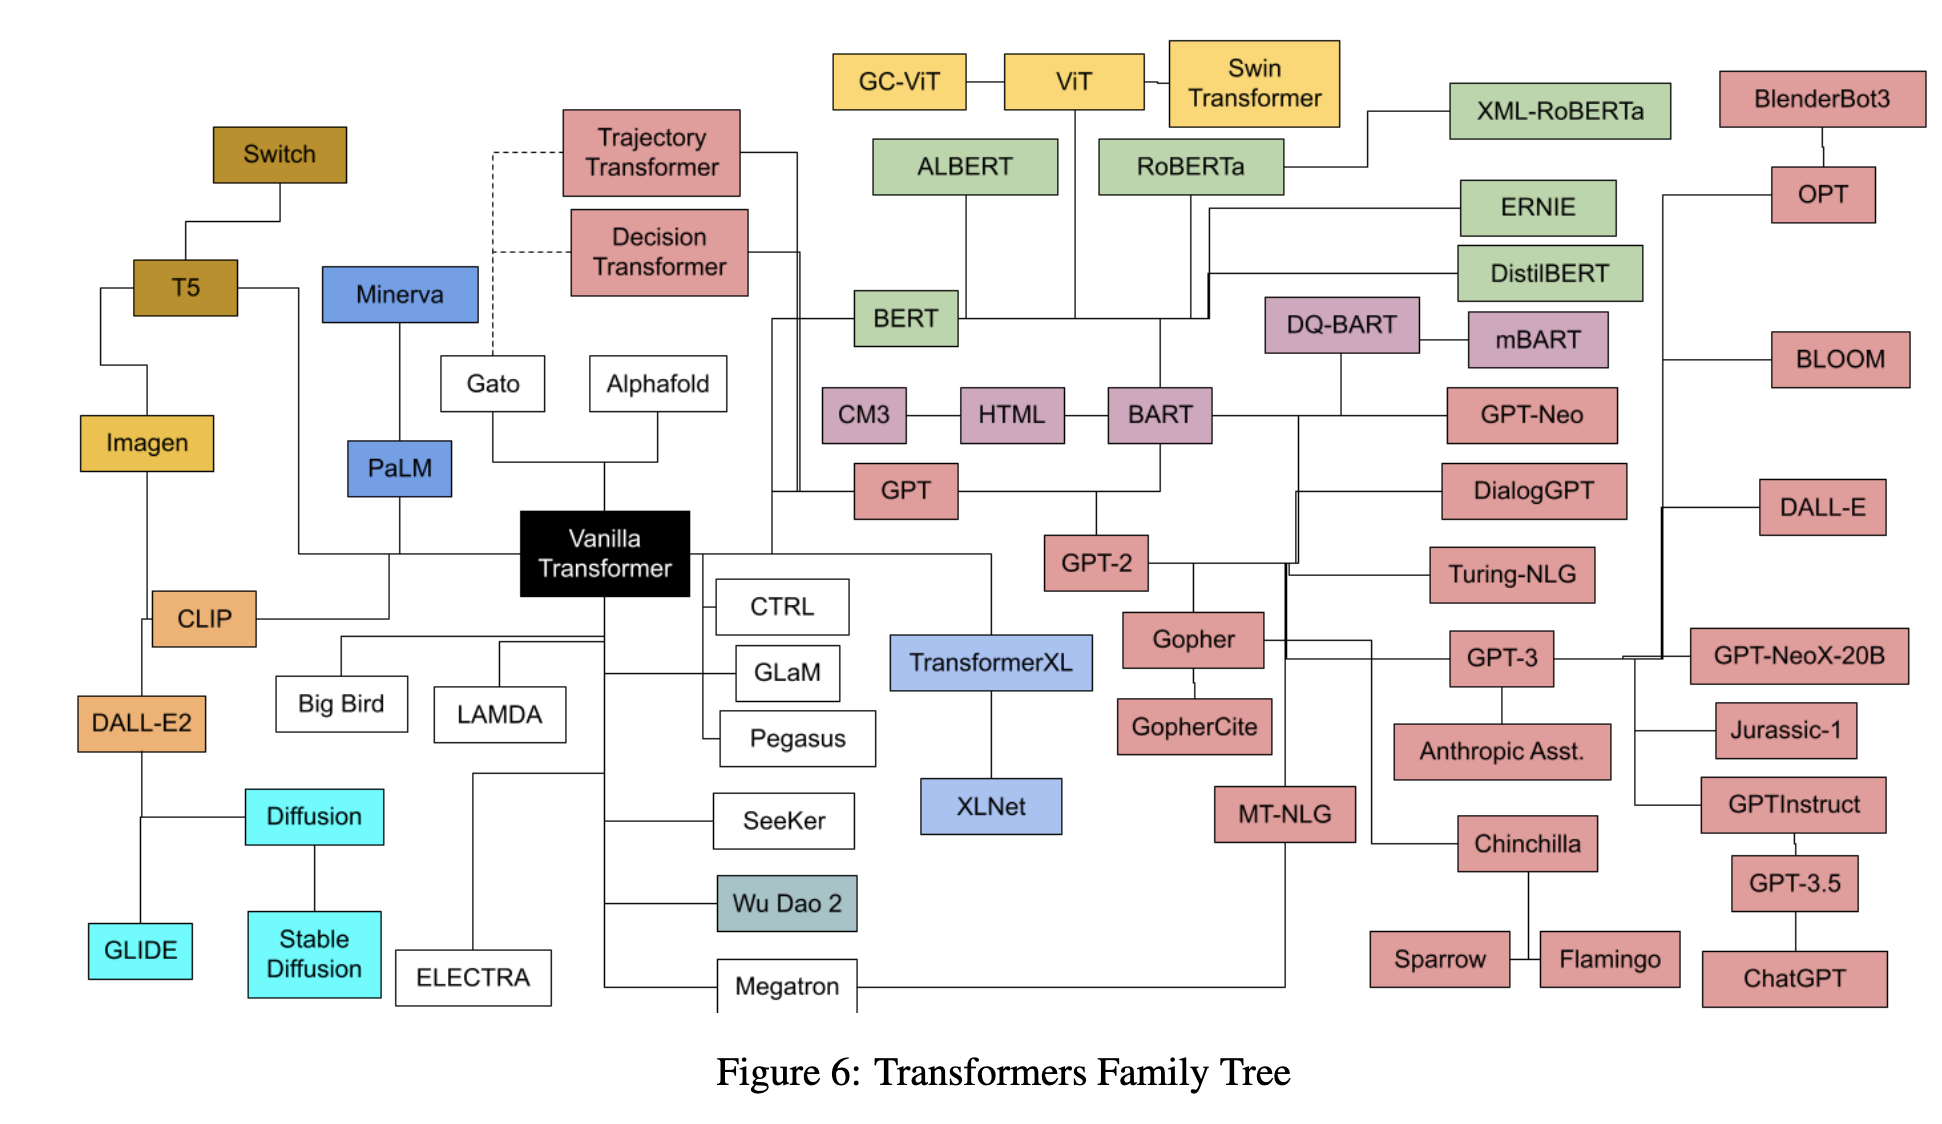 GC-ViT
ViT
Swin
Transformer
XML-RoBERTa
BlenderBot3
Trajectory
Transformer
Switch
ALBERT
RoBERTa
OPT
ERNIE
Decision
Transformer
DistilBERT
T5
Minerva
BERT
DQ-BART
mBART
BLOOM
Gato
Alphafold
CM3
HTML
BART
GPT-Neo
Imagen
PaLM
GPT
DialogGPT
DALL-E
Vanilla
Transformer
GPT-2
Turing-NLG
CLIP
CTRL
Gopher
TransformerXL
GPT-3
GPT-NeoX-20B
GLaM
Big Bird
LAMDA
DALL-E2
Pegasus
GopherCite
Anthropic Asst.
Jurassic-1
Diffusion
SeeKer
XLNet
MT-NLG
GPTInstruct
Chinchilla
GPT-3.5
Wu Dao 2
GLIDE
Stable
Diffusion
ELECTRA
Megatron
Sparrow
Flamingo
ChatGPT
Figure 6: Transformers Family Tree